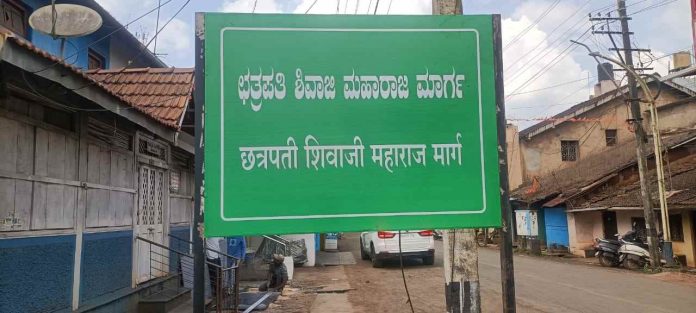 ಛತ್ರಪತಿ ಶಿವಾಜಿ ಮಹಾರಾಜ ಮಾರ್ಗ
छत्रपती शिवाजी महाराज मार्ग